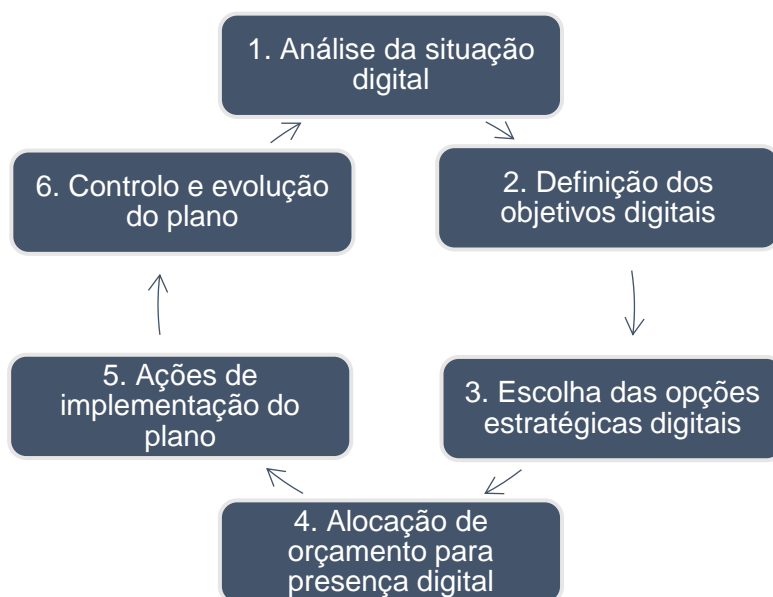 1. Análise da situação
digital
2. Definição dos
objetivos digitais
3. Escolha das opções
estratégicas digitais
4. Alocação de
orçamento para
presença digital
5. Ações de
implementação do
plano
6. Controlo e evolução
do plano